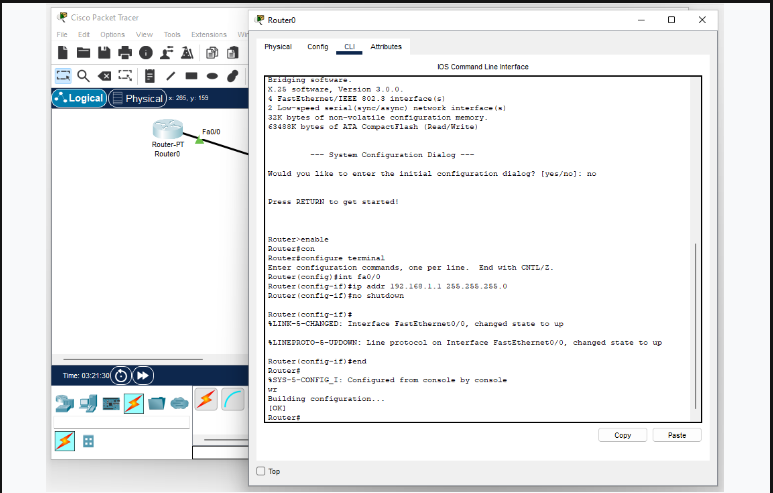 Cisco Packet Tracer
File Edit Options View Tools Extensions
Logical
Physical x: 265, y: 155
Fa0/0
Router-PT
Router0
Time: 03:21:30
Router0
Physical Config CLI Attributes
IOS Command Line Interface
Bridging software.
X.25 software, Version 3.0.0.
4 FastEthernet/IEEE 802.3 interface(s)
2 Low-speed serial(sync/async) network interface(s)
32K bytes of non-volatile configuration memory.
63488K bytes of ATA CompactFlash (Read/Write)
--- System Configuration Dialog ---
Would you like to enter the initial configuration dialog? [yes/no]: no
Press RETURN to get started!
Router>enable
Router#con
Router#configure terminal
Enter configuration commands, one per line. End with CNTL/Z.
Router(config)#int fa0/0
Router(config-if)#ip addr 192.168.1.1 255.255.255.0
Router(config-if)#no shutdown
Router(config-if)#
%LINK-5-CHANGED: Interface FastEthernet0/0, changed state to up
%LINEPROTO-5-UPDOWN: Line protocol on Interface FastEthernet0/0, changed state to up
Router(config-if)#end
Router#
%SYS-5-CONFIG_I: Configured from console by console
wr
Building configuration...
[OK]
Router#
Copy Paste
Top